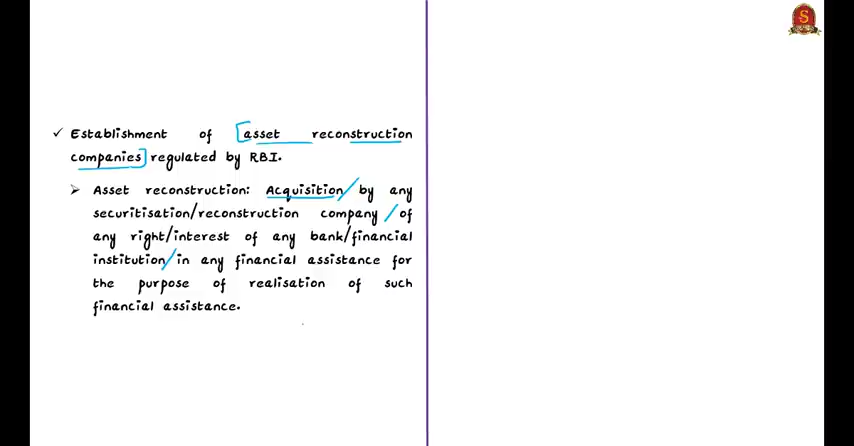 ✓ Establishment of [asset reconstruction
companies] regulated by RBI.
➤ Asset reconstruction: Acquisition/by any
securitisation/reconstruction company/of
any right/interest of any bank/financial
institution/in any financial assistance for
the purpose of realisation of such
financial assistance.
S